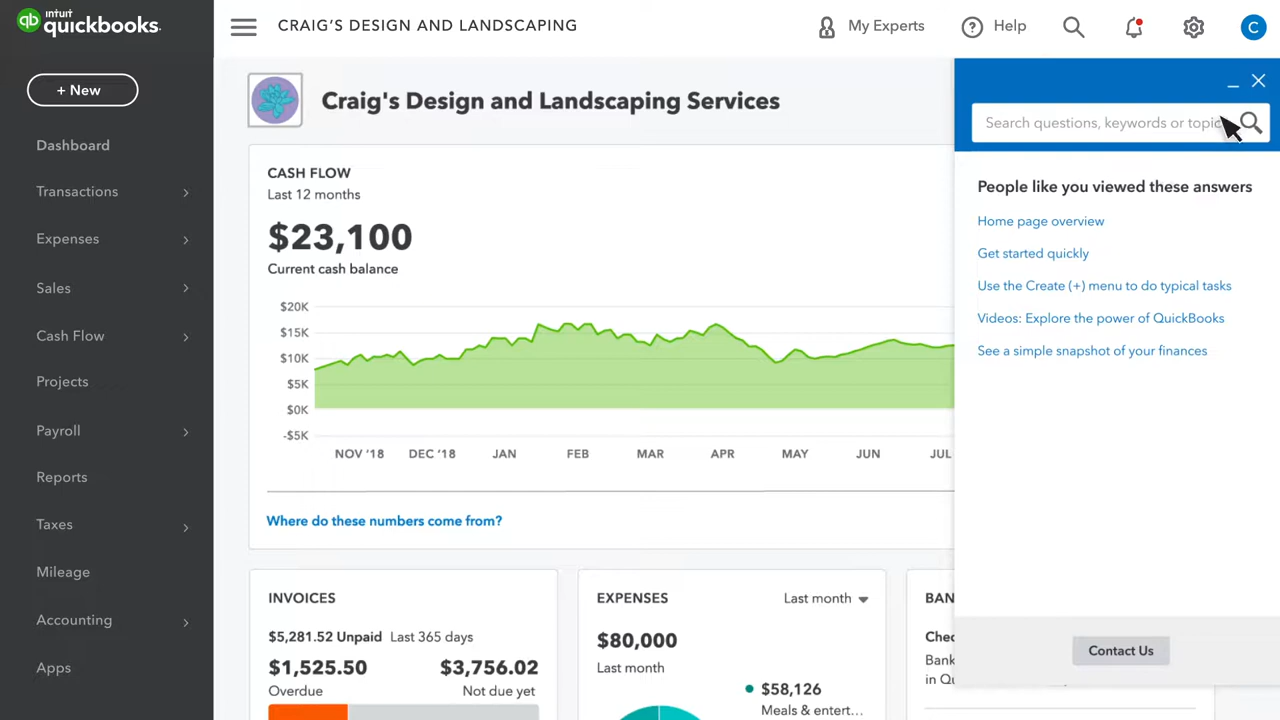 intuit
qb quickbooks.
CRAIG'S DESIGN AND LANDSCAPING
My Experts
Help
C
+ New
Dashboard
Transactions
Expenses
Sales
Cash Flow
Projects
Payroll
Reports
Taxes
Mileage
Accounting
Apps
Craig's Design and Landscaping Services
CASH FLOW
Last 12 months
$23,100
Current cash balance
$20K
$15K
$10K
$5K
$0K
-$5K
NOV '18 DEC '18 JAN FEB MAR APR MAY JUN JUL
Where do these numbers come from?
INVOICES
$5,281.52 Unpaid Last 365 days
$1,525.50 $3,756.02
Overdue Not due yet
EXPENSES Last month
$80,000
Last month
$58,126
Meals & entert...
BAN
Chec
Bank
in Qu
Search questions, keywords or topic
People like you viewed these answers
Home page overview
Get started quickly
Use the Create (+) menu to do typical tasks
Videos: Explore the power of QuickBooks
See a simple snapshot of your finances
Contact Us